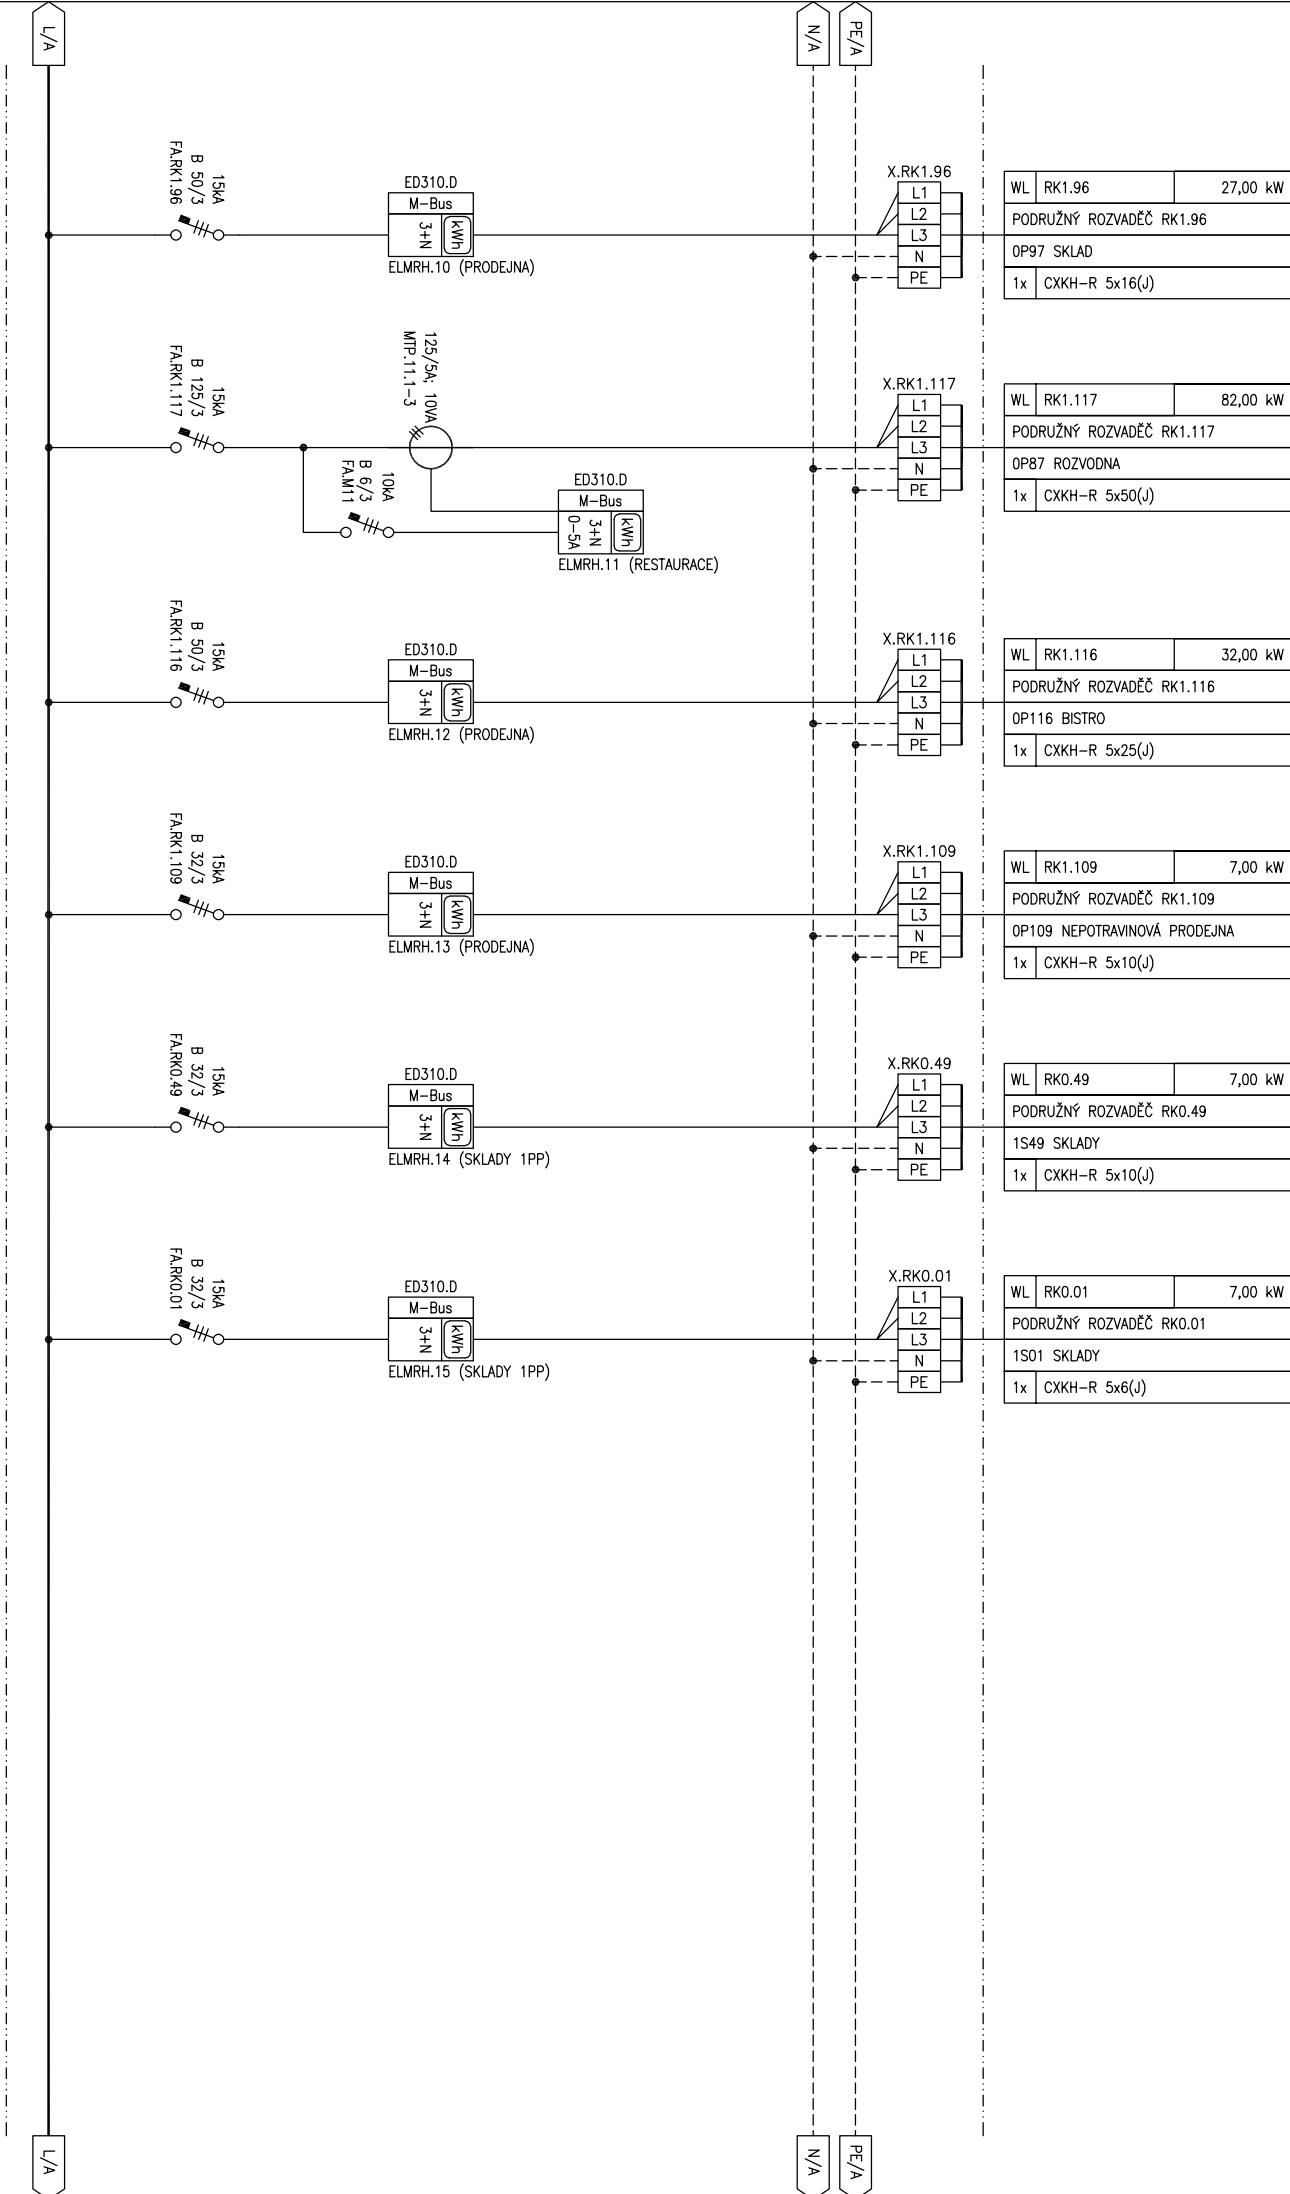 L/A
N/A
PE/A
15kA
B 50/3
FA.RK1.96
ED310.D
M-Bus
kWh
3+N
ELMRH.10 (PRODEJNA)
X.RK1.96
L1
L2
L3
N
PE
WL RK1.96 27,00 kW
PODRUŽNÝ ROZVADĚČ RK1.96
0P97 SKLAD
1x CXKH-R 5x16(J)
15kA
B 125/3
FA.RK1.117
125/5A; 10VA
MTP.11.1-3
10kA
B 6/3
FA.M11
ED310.D
M-Bus
kWh
3+N
0-5A
ELMRH.11 (RESTAURACE)
X.RK1.117
L1
L2
L3
N
PE
WL RK1.117 82,00 kW
PODRUŽNÝ ROZVADĚČ RK1.117
0P87 ROZVODNA
1x CXKH-R 5x50(J)
15kA
B 50/3
FA.RK1.116
ED310.D
M-Bus
kWh
3+N
ELMRH.12 (PRODEJNA)
X.RK1.116
L1
L2
L3
N
PE
WL RK1.116 32,00 kW
PODRUŽNÝ ROZVADĚČ RK1.116
0P116 BISTRO
1x CXKH-R 5x25(J)
15kA
B 32/3
FA.RK1.109
ED310.D
M-Bus
kWh
3+N
ELMRH.13 (PRODEJNA)
X.RK1.109
L1
L2
L3
N
PE
WL RK1.109 7,00 kW
PODRUŽNÝ ROZVADĚČ RK1.109
0P109 NEPOTRAVINOVÁ PRODEJNA
1x CXKH-R 5x10(J)
15kA
B 32/3
FA.RK0.49
ED310.D
M-Bus
kWh
3+N
ELMRH.14 (SKLADY 1PP)
X.RK0.49
L1
L2
L3
N
PE
WL RK0.49 7,00 kW
PODRUŽNÝ ROZVADĚČ RK0.49
1S49 SKLADY
1x CXKH-R 5x10(J)
15kA
B 32/3
FA.RK0.01
ED310.D
M-Bus
kWh
3+N
ELMRH.15 (SKLADY 1PP)
X.RK0.01
L1
L2
L3
N
PE
WL RK0.01 7,00 kW
PODRUŽNÝ ROZVADĚČ RK0.01
1S01 SKLADY
1x CXKH-R 5x6(J)
L/A
N/A
PE/A